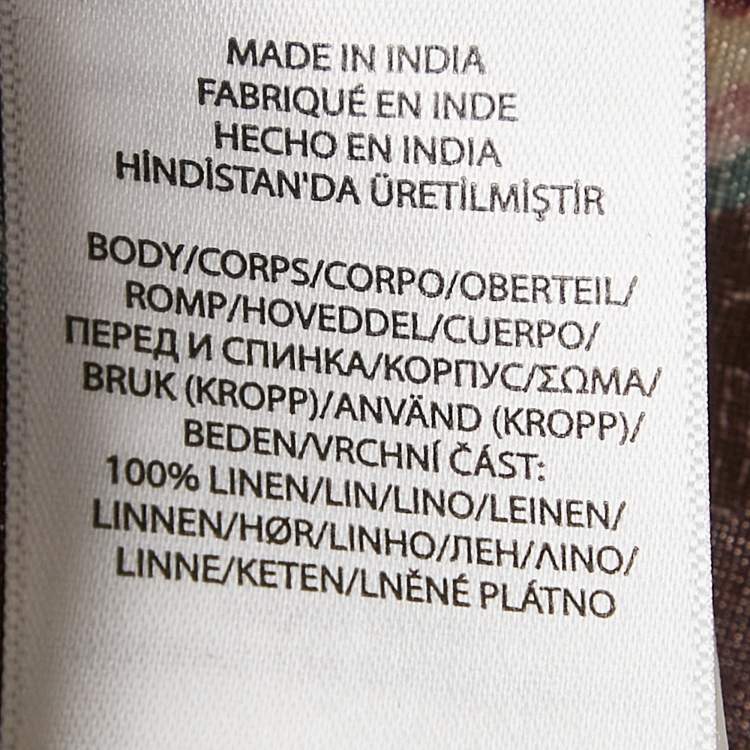 MADE IN INDIA
FABRIQUÉ EN INDE
HECHO EN INDIA
HİNDİSTAN'DA ÜRETİLMİŞTİR
BODY/CORPS/CORPO/OBERTEIL/
ROMP/HOVEDDEL/CUERPO/
ПЕРЕД И СПИНКА/КОРПУС/ΣΩΜΑ/
BRUK (KROPP)/ANVÄND (KROPP)/
BEDEN/VRCHNÍ ČÁST:
100% LINEN/LIN/LINO/LEINEN/
LINNEN/HØR/LINHO/ЛЕН/ΛΙΝΟ/
LINNE/KETEN/LNĚNÉ PLÁTNO